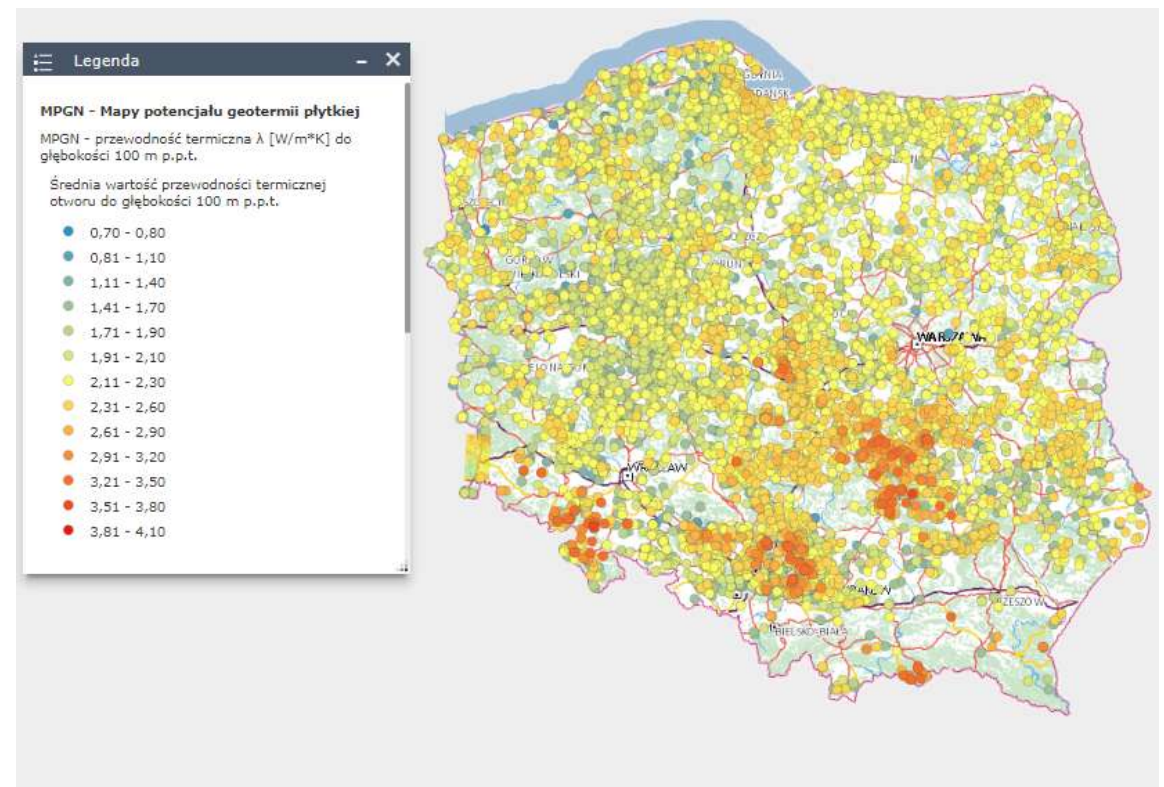 Legenda
MPGN - Mapy potencjału geotermii płytkiej
MPGN - przewodność termiczna λ [W/m*K] do
głębokości 100 m p.p.t.
Średnia wartość przewodności termicznej
otworu do głębokości 100 m p.p.t.
0,70 - 0,80
0,81 - 1,10
1,11 - 1,40
1,41 - 1,70
1,71 - 1,90
1,91 - 2,10
2,11 - 2,30
2,31 - 2,60
2,61 - 2,90
2,91 - 3,20
3,21 - 3,50
3,51 - 3,80
3,81 - 4,10
GDYNIA
WARSZAWA
WROCŁAW
BIELSKO-BIAŁA